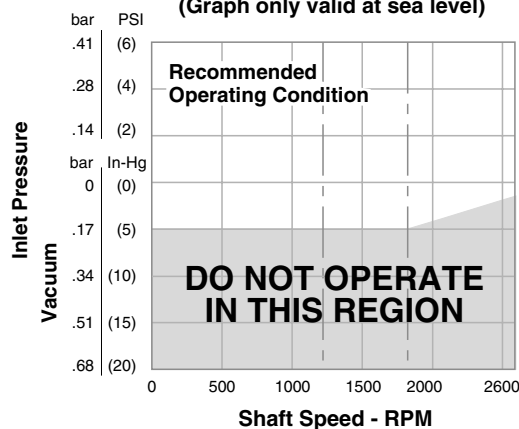 (Graph only valid at sea level)
bar PSI
.41 (6)
.28 (4)
.14 (2)
bar In-Hg
0 (0)
.17 (5)
.34 (10)
.51 (15)
.68 (20)
Inlet Pressure
Vacuum
Recommended
Operating Condition
DO NOT OPERATE
IN THIS REGION
0 500 1000 1500 2000 2600
Shaft Speed - RPM